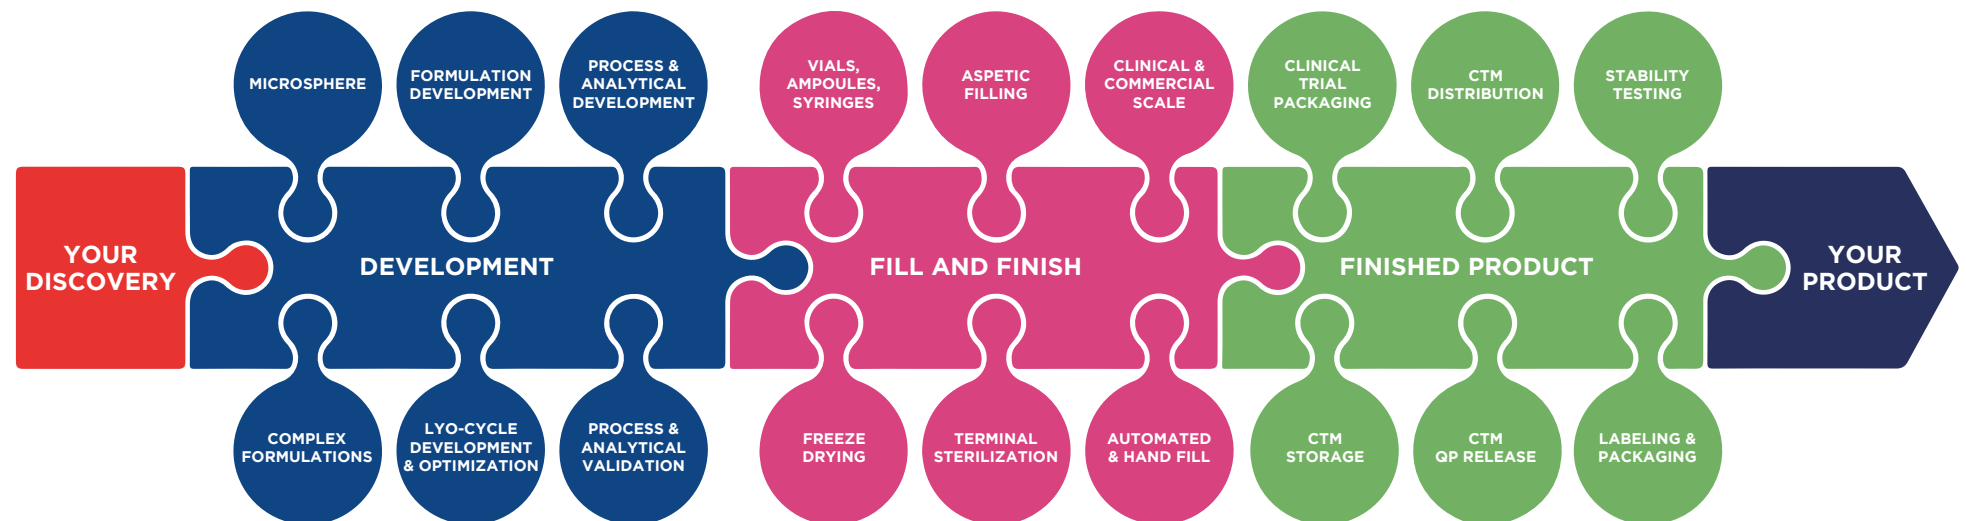 MICROSPHERE
FORMULATION
DEVELOPMENT
PROCESS &
ANALYTICAL
DEVELOPMENT
VIALS,
AMPOULES,
SYRINGES
ASPETIC
FILLING
CLINICAL &
COMMERCIAL
SCALE
CLINICAL
TRIAL
PACKAGING
CTM
DISTRIBUTION
STABILITY
TESTING
YOUR
DISCOVERY
DEVELOPMENT
FILL AND FINISH
FINISHED PRODUCT
YOUR
PRODUCT
COMPLEX
FORMULATIONS
LYO-CYCLE
DEVELOPMENT
& OPTIMIZATION
PROCESS &
ANALYTICAL
VALIDATION
FREEZE
DRYING
TERMINAL
STERILIZATION
AUTOMATED
& HAND FILL
CTM
STORAGE
CTM
QP RELEASE
LABELING &
PACKAGING